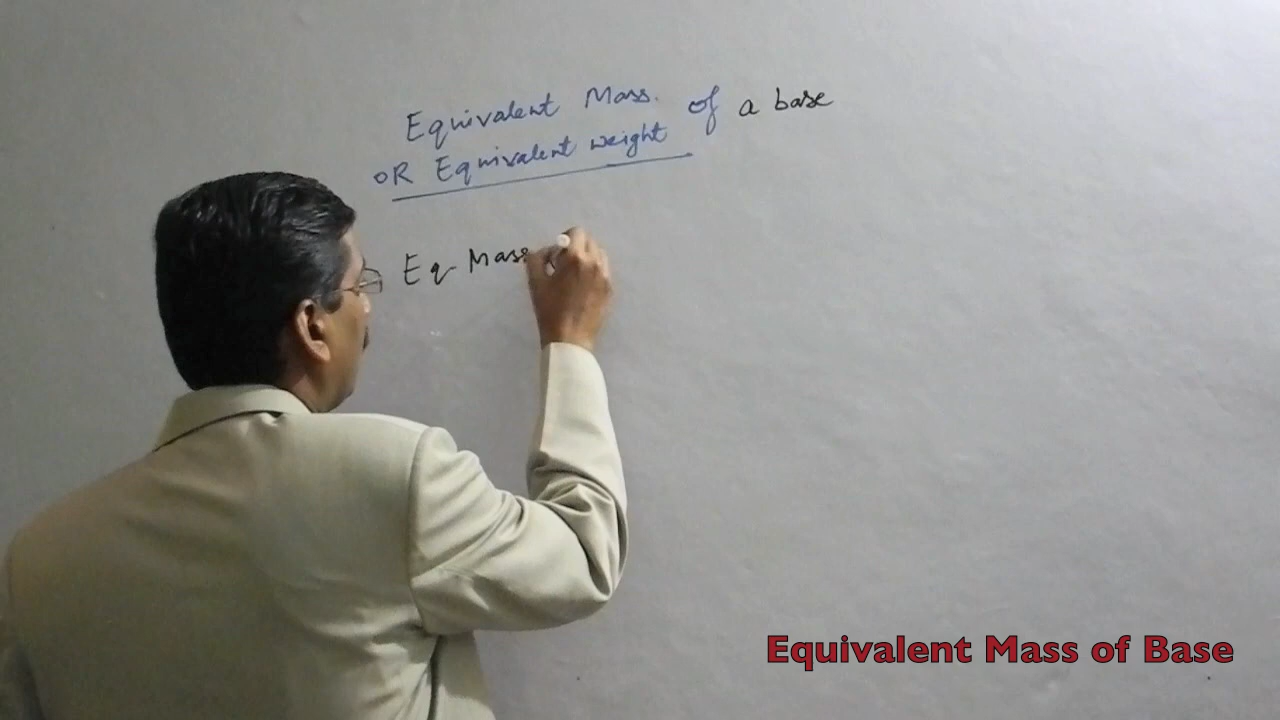 Equivalent Mass. of a base
OR Equivalent weight
Eq Mass
Equivalent Mass of Base